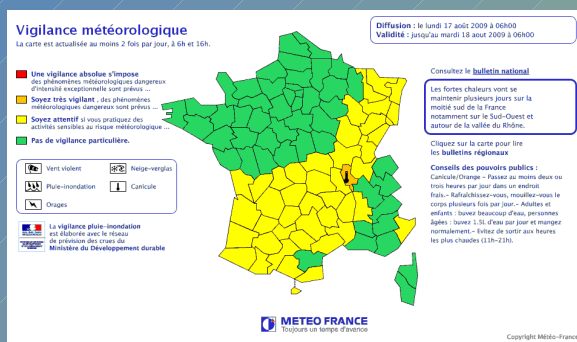 Vigilance météorologique
La carte est actualisée au moins 2 fois par jour, à 6h et 16h.
Diffusion : le lundi 17 août 2009 à 06h00
Validité : jusqu'au mardi 18 aout 2009 à 06h00
Une vigilance absolue s'impose
des phénomènes météorologiques dangereux
d'intensité exceptionnelle sont prévus ...
Soyez très vigilant , des phénomènes
météorologiques dangereux sont prévus ...
Soyez attentif si vous pratiquez des
activités sensibles au risque météorologique ...
Pas de vigilance particulière.
Vent violent
Neige-verglas
Pluie-inondation
Canicule
Orages
La vigilance pluie-inondation
est élaborée avec le réseau
de prévision des crues du
Ministère du Développement durable
Consultez le bulletin national
Les fortes chaleurs vont se
maintenir plusieurs jours sur la
moitié sud de la France
notamment sur le Sud-Ouest et
autour de la vallée du Rhône.
Cliquez sur la carte pour lire
les bulletins régionaux
Conseils des pouvoirs publics :
Canicule/Orange - Passez au moins deux ou
trois heures par jour dans un endroit
frais.- Rafraîchissez-vous, mouillez-vous le
corps plusieurs fois par jour.- Adultes et
enfants : buvez beaucoup d'eau, personnes
âgées : buvez 1.5L d'eau par jour et mangez
normalement.- Evitez de sortir aux heures
les plus chaudes (11h-21h).
METEO FRANCE
Toujours un temps d'avance
Copyright Météo-France